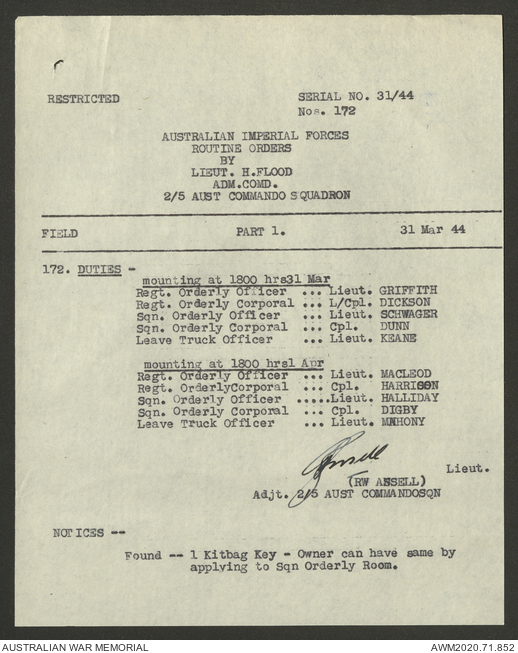 RESTRICTED SERIAL NO. 31/44
Nos. 172
AUSTRALIAN IMPERIAL FORCES
ROUTINE ORDERS
BY
LIEUT. H.FLOOD
ADM.COMD.
2/5 AUST COMMANDO SQUADRON
FIELD PART 1. 31 Mar 44
172. DUTIES -
mounting at 1800 hrs31 Mar
Regt. Orderly Officer ... Lieut. GRIFFITH
Regt. Orderly Corporal ... L/Cpl. DICKSON
Sqn. Orderly Officer ... Lieut. SCHWAGER
Sqn. Orderly Corporal ... Cpl. DUNN
Leave Truck Officer ... Lieut. KEANE
mounting at 1800 hrs1 Apr
Regt. Orderly Officer ... Lieut. MACLEOD
Regt. OrderlyCorporal ... Cpl. HARRISON
Sqn. Orderly Officer .....Lieut. HALLIDAY
Sqn. Orderly Corporal ... Cpl. DIGBY
Leave Truck Officer ... Lieut. MAHONY
Ansell Lieut.
(RW ANSELL)
Adjt. 2/5 AUST COMMANDOSQN
NOTICES --
Found -- 1 Kitbag Key - Owner can have same by
applying to Sqn Orderly Room.
AUSTRALIAN WAR MEMORIAL AWM2020.71.852